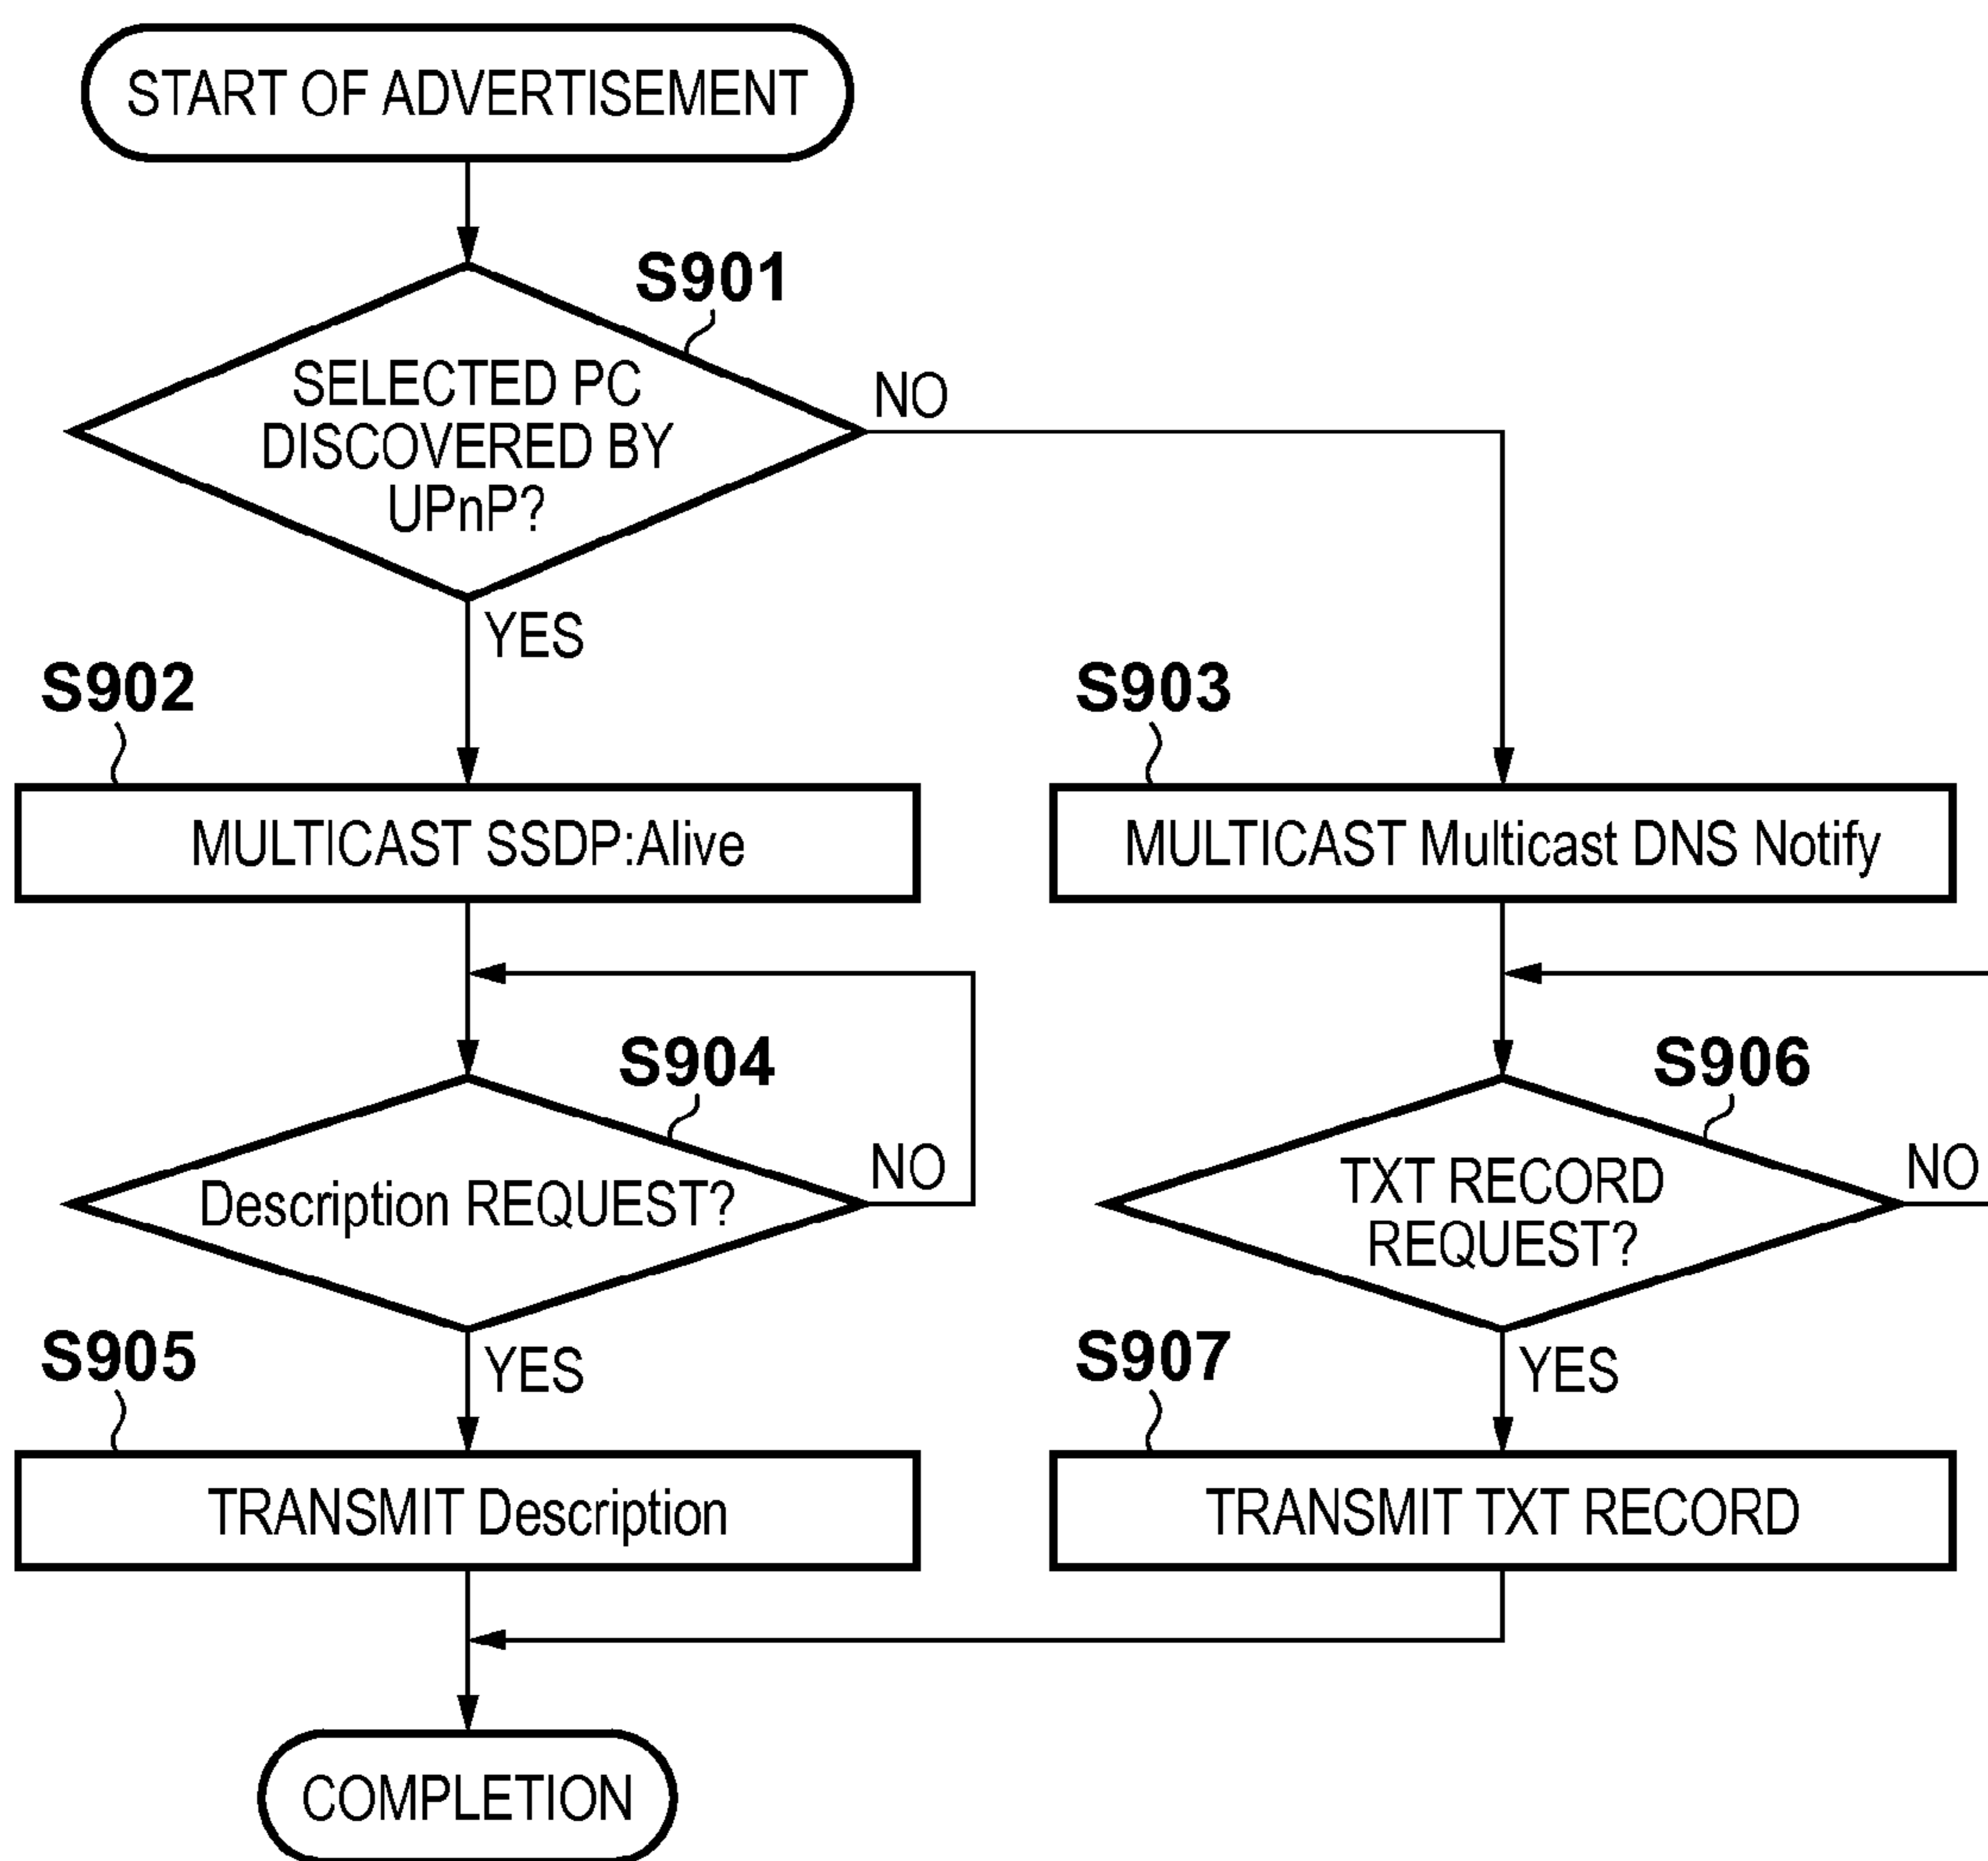 START OF ADVERTISEMENT
S901
SELECTED PC
DISCOVERED BY
UPnP?
NO
YES
S902
MULTICAST SSDP:Alive
S903
MULTICAST Multicast DNS Notify
S904
Description REQUEST?
NO
YES
S906
TXT RECORD
REQUEST?
NO
YES
S905
TRANSMIT Description
S907
TRANSMIT TXT RECORD
COMPLETION